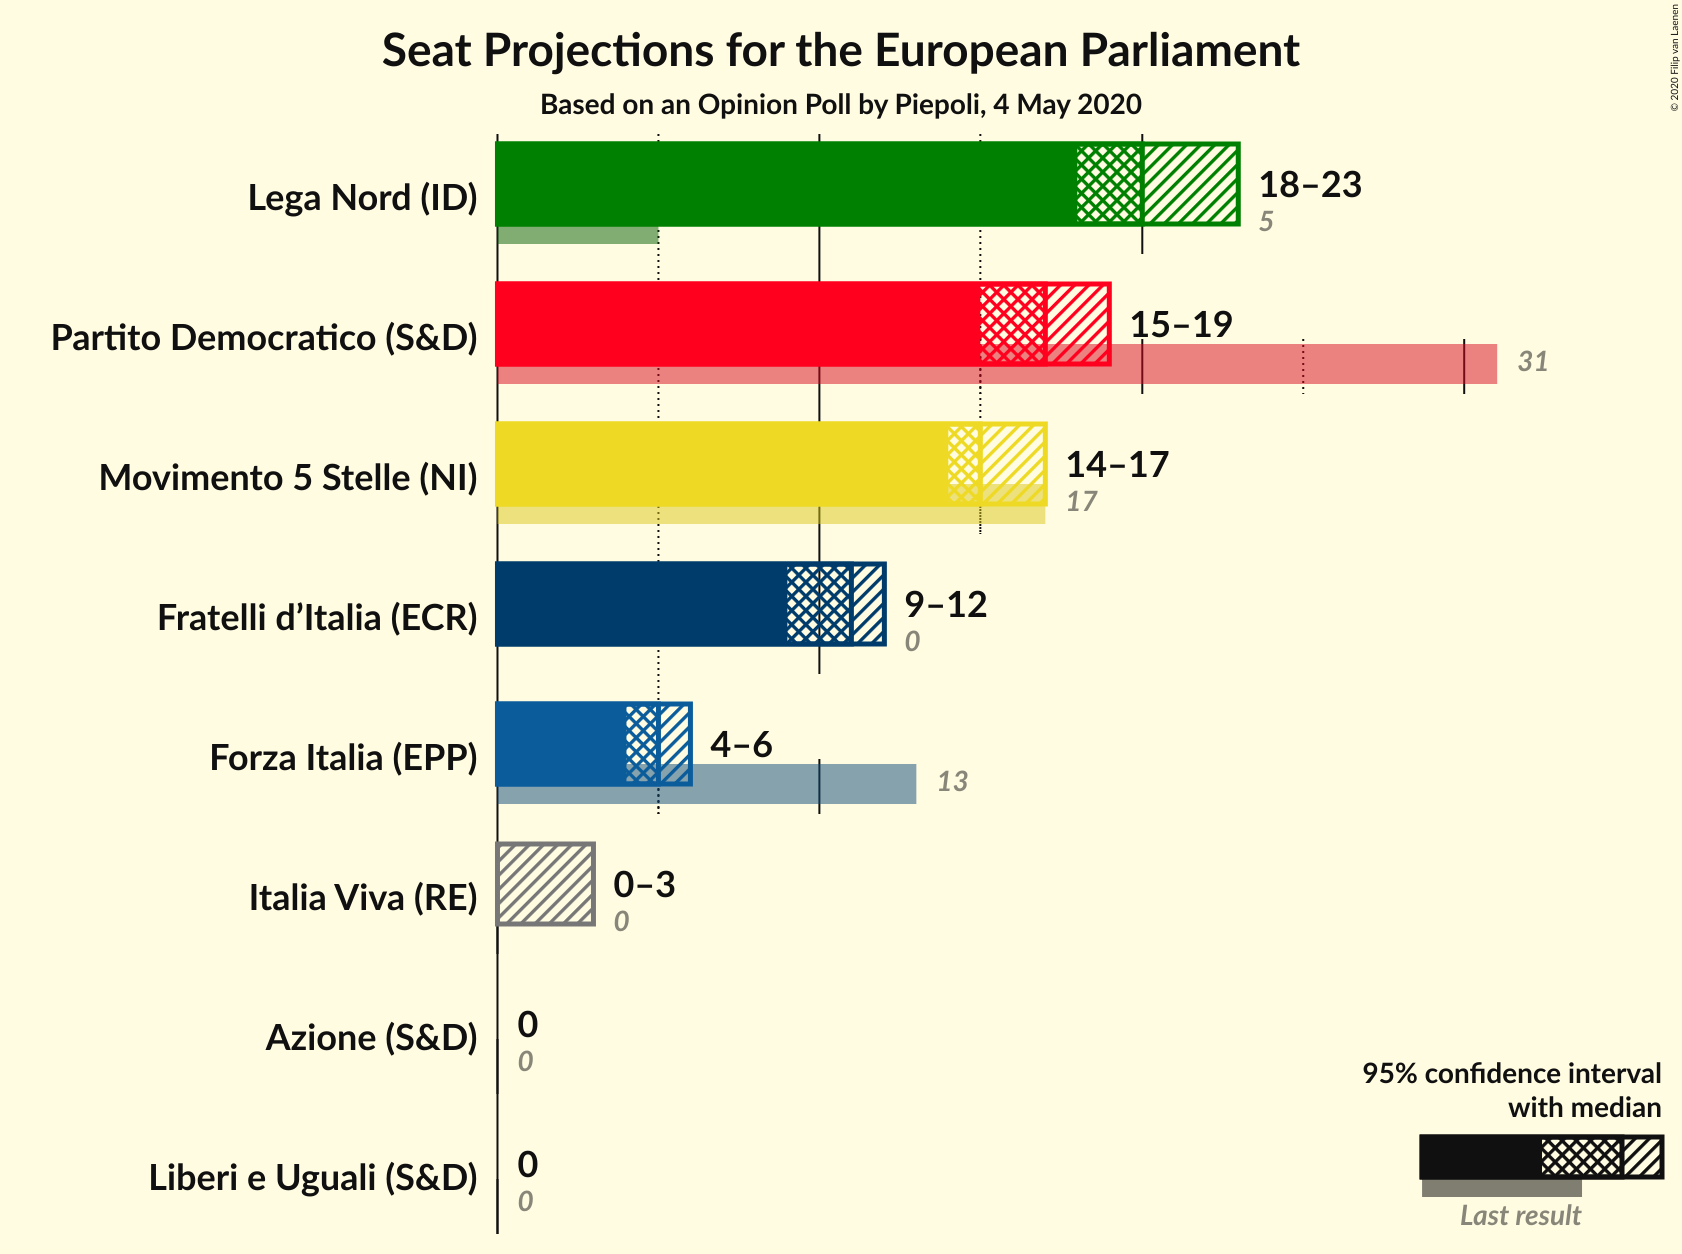 Seat Projections for the European Parliament
Based on an Opinion Poll by Piepoli, 4 May 2020
© 2020 Filip van Laenen
Lega Nord (ID)
18–23
5
Partito Democratico (S&D)
15–19
31
Movimento 5 Stelle (NI)
14–17
17
Fratelli d’Italia (ECR)
9–12
0
Forza Italia (EPP)
4–6
13
Italia Viva (RE)
0–3
0
Azione (S&D)
0
0
Liberi e Uguali (S&D)
0
0
95% confidence interval
with median
Last result